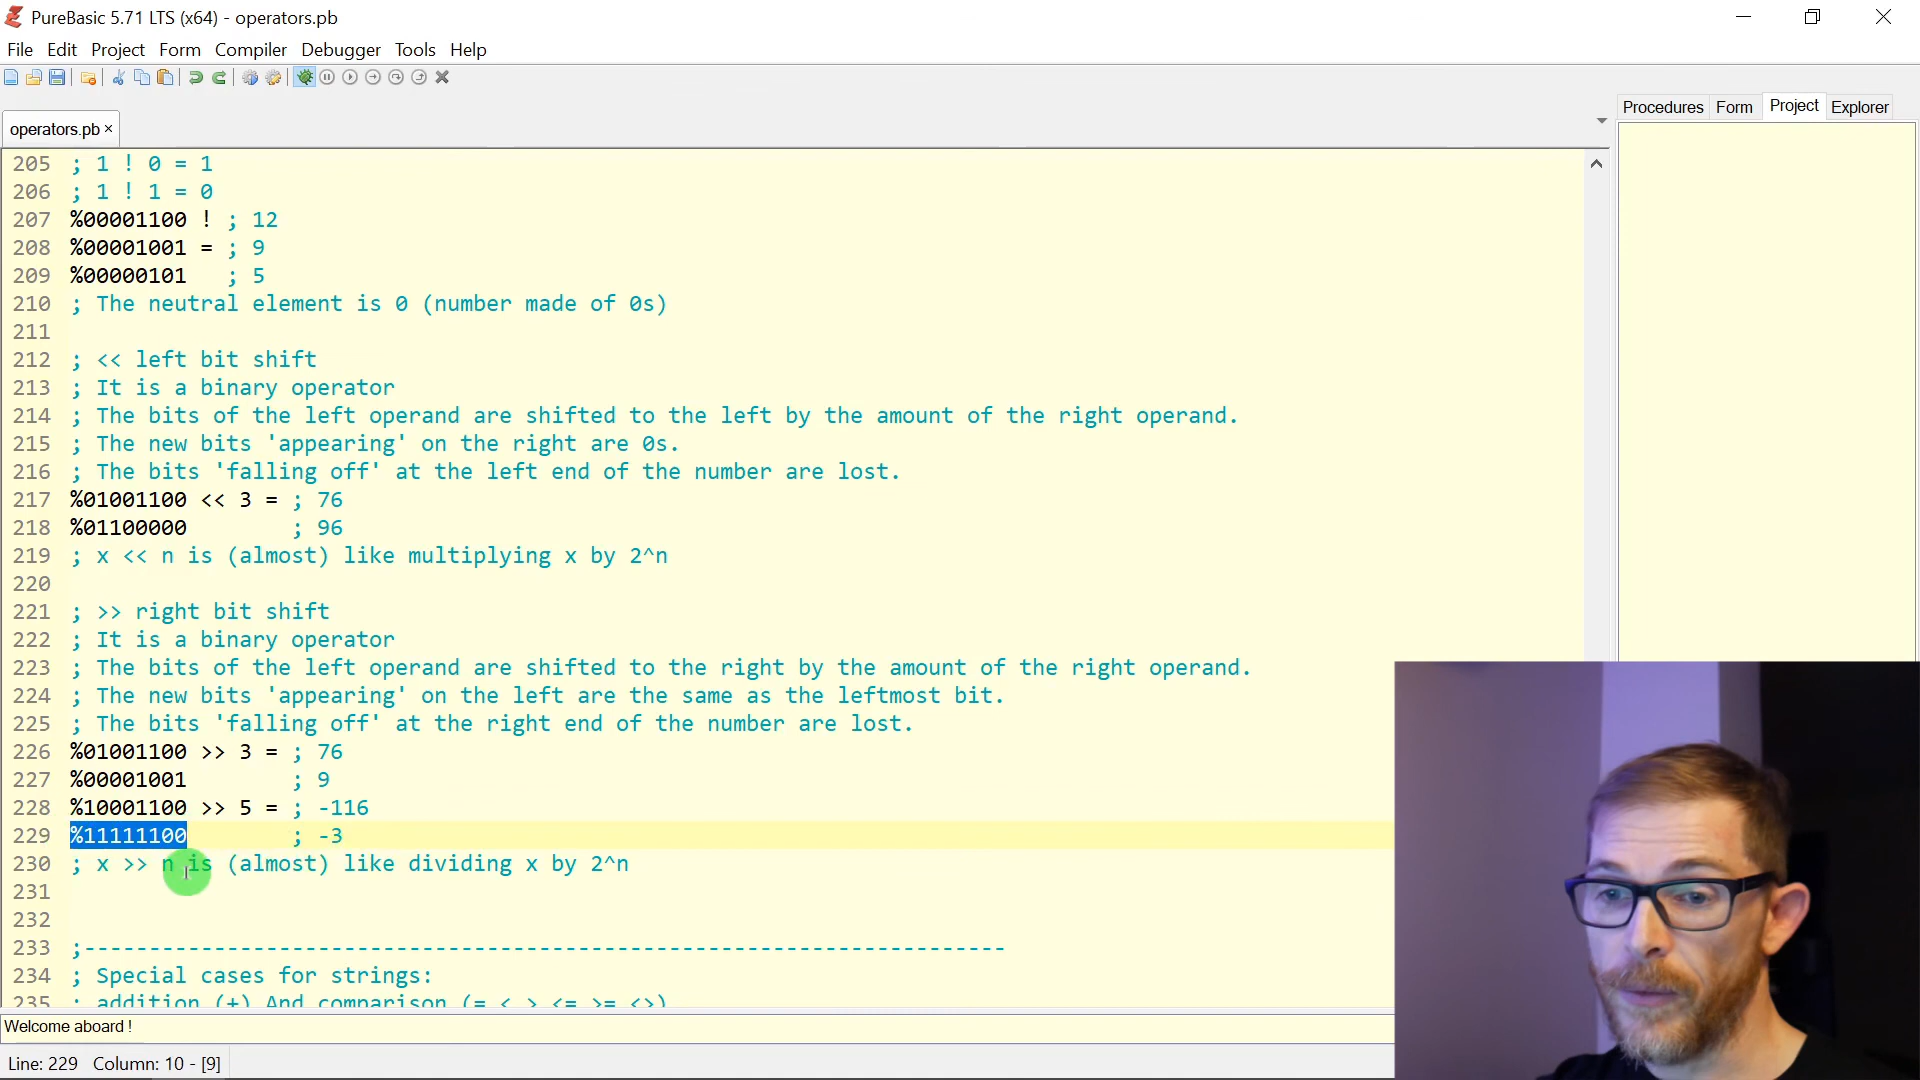 PureBasic 5.71 LTS (x64) - operators.pb
File Edit Project Form Compiler Debugger Tools Help
Procedures Form Project Explorer
operators.pb
205 ; 1 ! 0 = 1
206 ; 1 ! 1 = 0
207 %00001100 ! ; 12
208 %00001001 = ; 9
209 %00000101 ; 5
210 ; The neutral element is 0 (number made of 0s)
211
212 ; << left bit shift
213 ; It is a binary operator
214 ; The bits of the left operand are shifted to the left by the amount of the right operand.
215 ; The new bits 'appearing' on the right are 0s.
216 ; The bits 'falling off' at the left end of the number are lost.
217 %01001100 << 3 = ; 76
218 %01100000 ; 96
219 ; x << n is (almost) like multiplying x by 2^n
220
221 ; >> right bit shift
222 ; It is a binary operator
223 ; The bits of the left operand are shifted to the right by the amount of the right operand.
224 ; The new bits 'appearing' on the left are the same as the leftmost bit.
225 ; The bits 'falling off' at the right end of the number are lost.
226 %01001100 >> 3 = ; 76
227 %00001001 ; 9
228 %10001100 >> 5 = ; -116
229 %11111100 ; -3
230 ; x >> n is (almost) like dividing x by 2^n
231
232
233 ;-----------------------------------------------------------------------
234 ; Special cases for strings:
235 ; addition (+) And comparison (= < > <= >= <>)
Welcome aboard !
Line: 229 Column: 10 - [9]